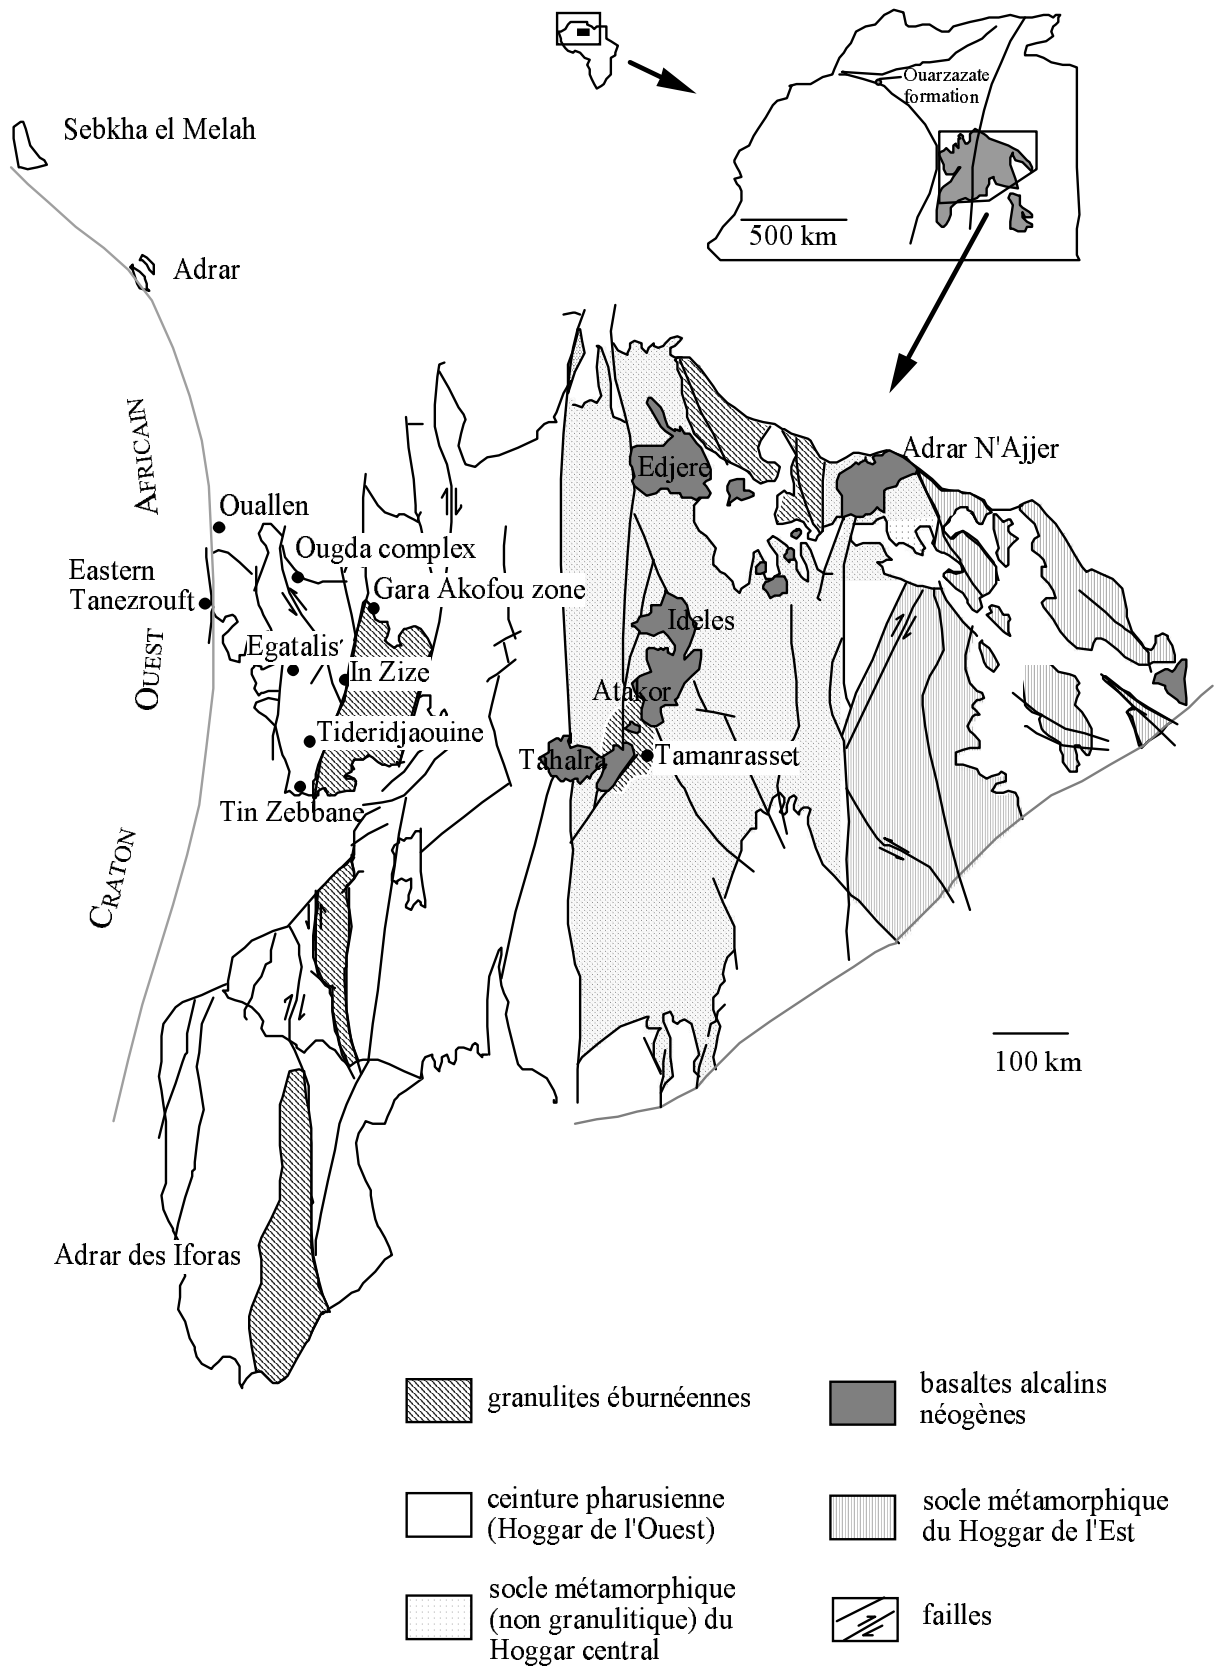 Ouarzazate
formation
500 km
Sebkha el Melah
Adrar
Adrar N'Ajjer
Edjere
Ouallen
Ougda complex
Eastern
Tanezrouft
Gara Akofou zone
Ideles
Egatalis
In Zize
Atakor
Tideridjaouine
Tahalra
Tamanrasset
Tin Zebbane
CRATON OUEST AFRICAIN
100 km
Adrar des Iforas
granulites éburnéennes
basaltes alcalins
néogènes
ceinture pharusienne
(Hoggar de l'Ouest)
socle métamorphique
du Hoggar de l'Est
socle métamorphique
(non granulitique) du
Hoggar central
failles